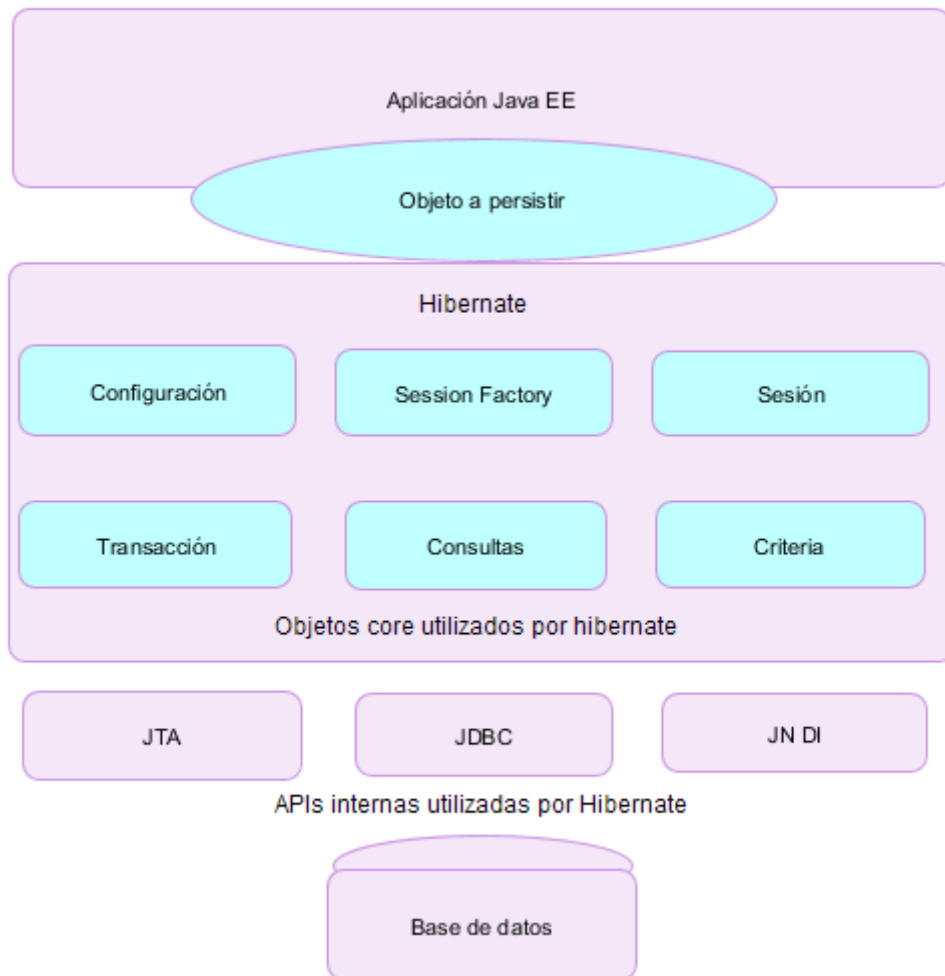 Aplicación Java EE
Objeto a persistir
Hibernate
Configuración
Session Factory
Sesión
Transacción
Consultas
Criteria
Objetos core utilizados por hibernate
JTA
JDBC
JN DI
APIs internas utilizadas por Hibernate
Base de datos